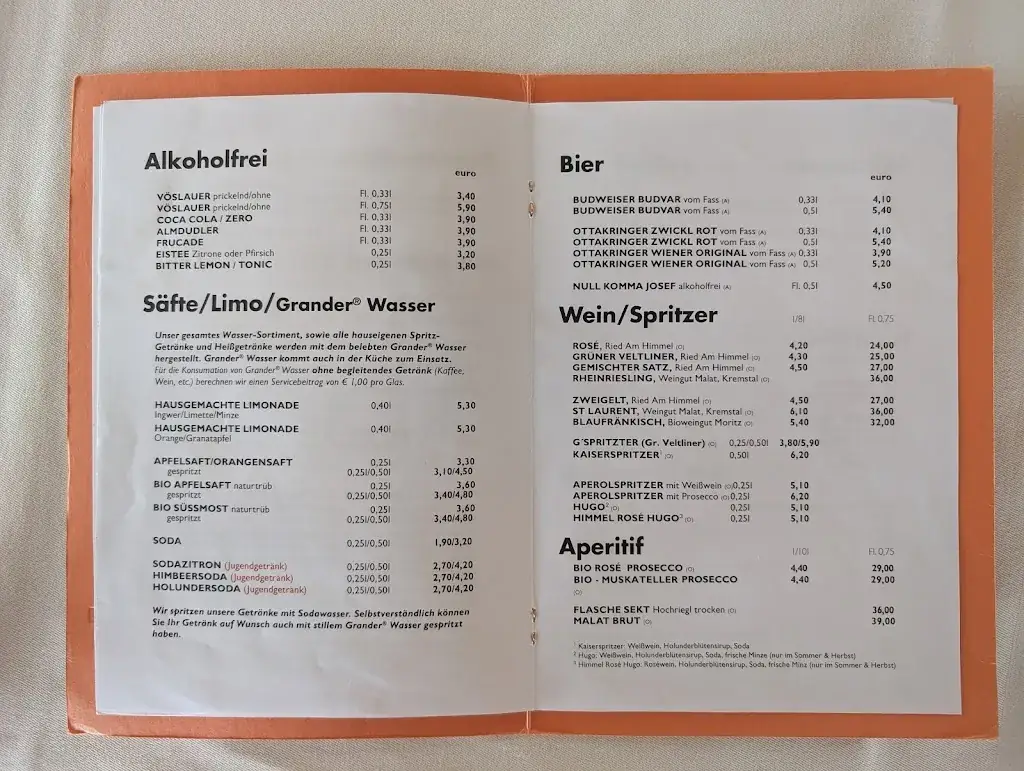 Alkoholfrei
euro
VÖSLAUER prickelnd/ohne Fl. 0,33l 3,40
VÖSLAUER prickelnd/ohne Fl. 0,75l 5,90
COCA COLA / ZERO Fl. 0,33l 3,90
ALMDUDLER Fl. 0,33l 3,90
FRUCADE Fl. 0,33l 3,90
EISTEE Zitrone oder Pfirsich 0,25l 3,20
BITTER LEMON / TONIC 0,25l 3,80
Säfte/Limo/Grander® Wasser
Unser gesamtes Wasser-Sortiment, sowie alle hauseigenen Spritz-
Getränke und Heißgetränke werden mit dem belebten Grander® Wasser
hergestellt. Grander® Wasser kommt auch in der Küche zum Einsatz.
Für die Konsumation von Grander® Wasser ohne begleitendes Getränk (Kaffee,
Wein, etc.) berechnen wir einen Servicebeitrag von € 1,00 pro Glas.
HAUSGEMACHTE LIMONADE 0,40l 5,30
Ingwer/Limette/Minze
HAUSGEMACHTE LIMONADE 0,40l 5,30
Orange/Granatapfel
APFELSAFT/ORANGENSAFT 0,25l 3,30
gespritzt 0,25l/0,50l 3,10/4,50
BIO APFELSAFT naturtrüb 0,25l 3,60
gespritzt 0,25l/0,50l 3,40/4,80
BIO SÜSSMOST naturtrüb 0,25l 3,60
gespritzt 0,25l/0,50l 3,40/4,80
SODA 0,25l/0,50l 1,90/3,20
SODAZITRON (Jugendgetränk) 0,25l/0,50l 2,70/4,20
HIMBEERSODA (Jugendgetränk) 0,25l/0,50l 2,70/4,20
HOLUNDERSODA (Jugendgetränk) 0,25l/0,50l 2,70/4,20
Wir spritzen unsere Getränke mit Sodawasser. Selbstverständlich können
Sie Ihr Getränk auf Wunsch auch mit stillem Grander® Wasser gespritzt
haben.
Bier
euro
BUDWEISER BUDVAR vom Fass (A) 0,33l 4,10
BUDWEISER BUDVAR vom Fass (A) 0,5l 5,40
OTTAKRINGER ZWICKL ROT vom Fass (A) 0,33l 4,10
OTTAKRINGER ZWICKL ROT vom Fass (A) 0,5l 5,40
OTTAKRINGER WIENER ORIGINAL vom Fass (A) 0,33l 3,90
OTTAKRINGER WIENER ORIGINAL vom Fass (A) 0,5l 5,20
NULL KOMMA JOSEF alkoholfrei (A) Fl. 0,5l 4,50
Wein/Spritzer 1/8l Fl.0,75
ROSÉ, Ried Am Himmel (O) 4,20 24,00
GRÜNER VELTLINER, Ried Am Himmel (O) 4,30 25,00
GEMISCHTER SATZ, Ried Am Himmel (O) 4,50 27,00
RHEINRIESLING, Weingut Malat, Kremstal (O) 36,00
ZWEIGELT, Ried Am Himmel (O) 4,50 27,00
ST LAURENT, Weingut Malat, Kremstal (O) 6,10 36,00
BLAUFRÄNKISCH, Bioweingut Moritz (O) 5,40 32,00
G´SPRITZTER (Gr. Veltliner) (O) 0,25/0,50l 3,80/5,90
KAISERSPRITZER¹ (O) 0,50l 6,20
APEROLSPRITZER mit Weißwein (O)0,25l 5,10
APEROLSPRITZER mit Prosecco (O)0,25l 6,20
HUGO² (O) 0,25l 5,10
HIMMEL ROSÉ HUGO³ (O) 0,25l 5,10
Aperitif 1/10l Fl. 0,75
BIO ROSÉ PROSECCO (O) 4,40 29,00
BIO - MUSKATELLER PROSECCO 4,40 29,00
(O)
FLASCHE SEKT Hochriegl trocken (O) 36,00
MALAT BRUT (O) 39,00
¹ Kaiserspritzer: Weißwein, Holunderblütensirup, Soda
² Hugo: Weißwein, Holunderblütensirup, Soda, frische Minze (nur im Sommer & Herbst)
³ Himmel Rosé Hugo: Roséwein, Holunderblütensirup, Soda, frische Minz (nur im Sommer & Herbst)